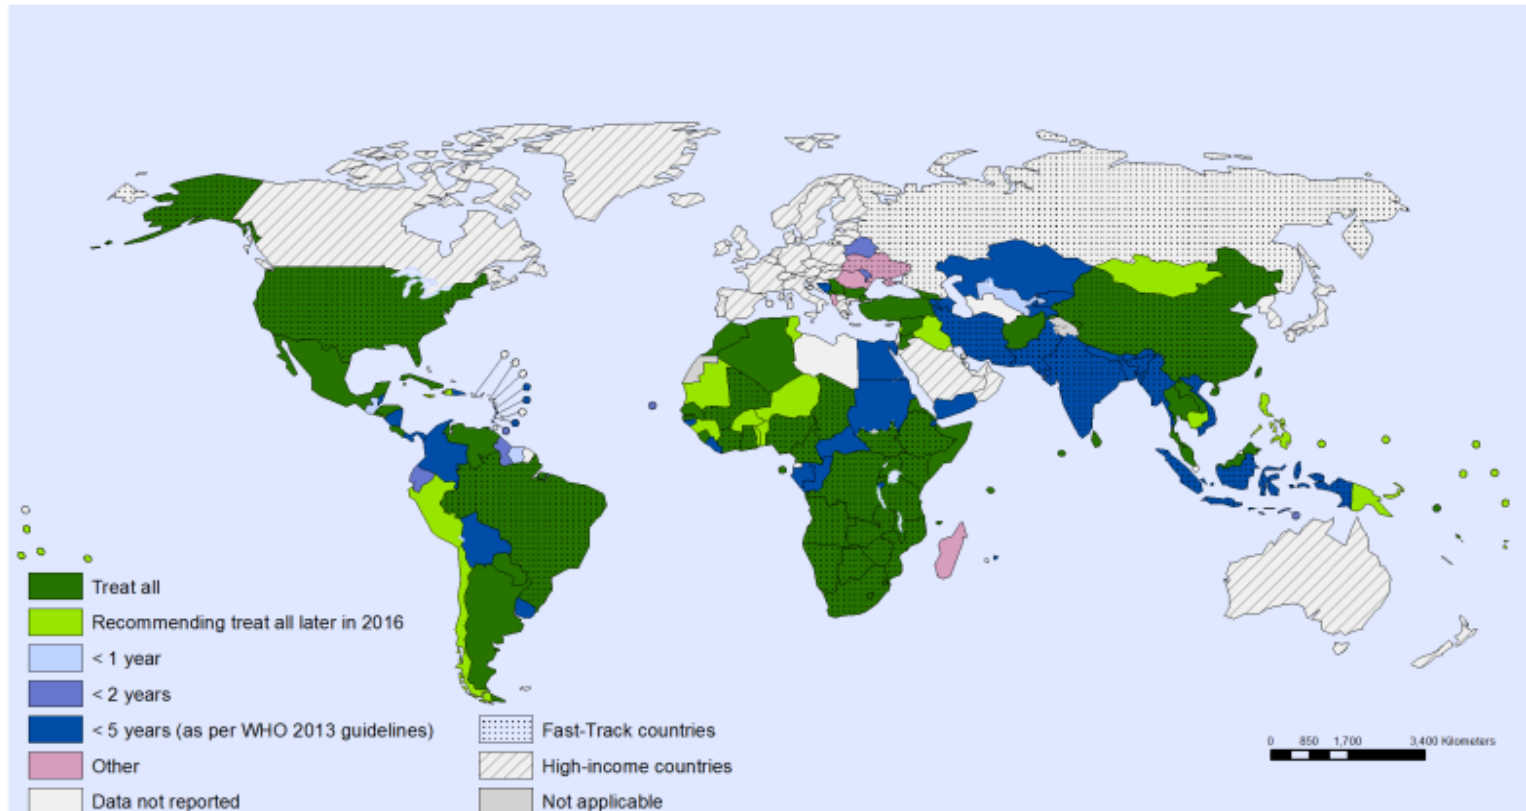 Treat all
Recommending treat all later in 2016
< 1 year
< 2 years
< 5 years (as per WHO 2013 guidelines)
Other
Data not reported
Fast-Track countries
High-income countries
Not applicable
0 850 1,700 3,400 Kilometers